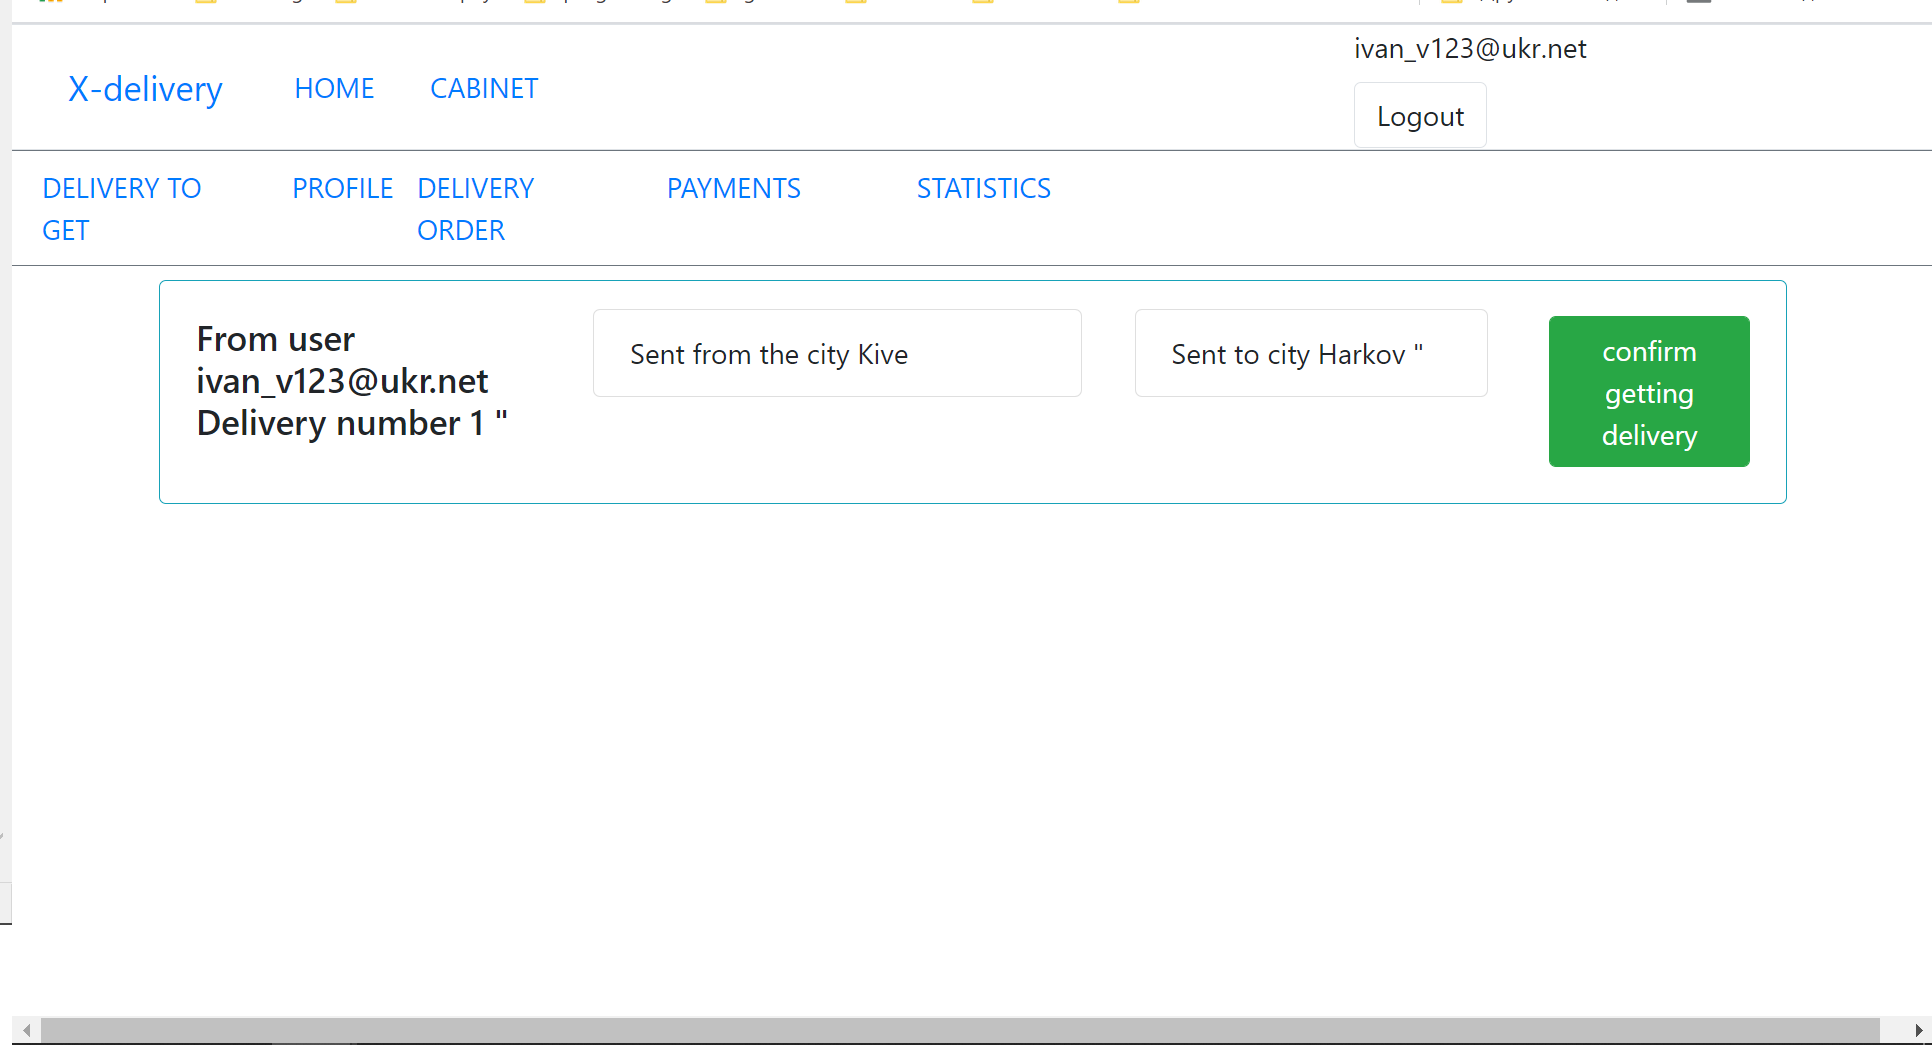 X-delivery HOME CABINET
ivan_v123@ukr.net
Logout
DELIVERY TO
GET
PROFILE
DELIVERY
ORDER
PAYMENTS
STATISTICS
From user
ivan_v123@ukr.net
Delivery number 1 "
Sent from the city Kive
Sent to city Harkov "
confirm
getting
delivery